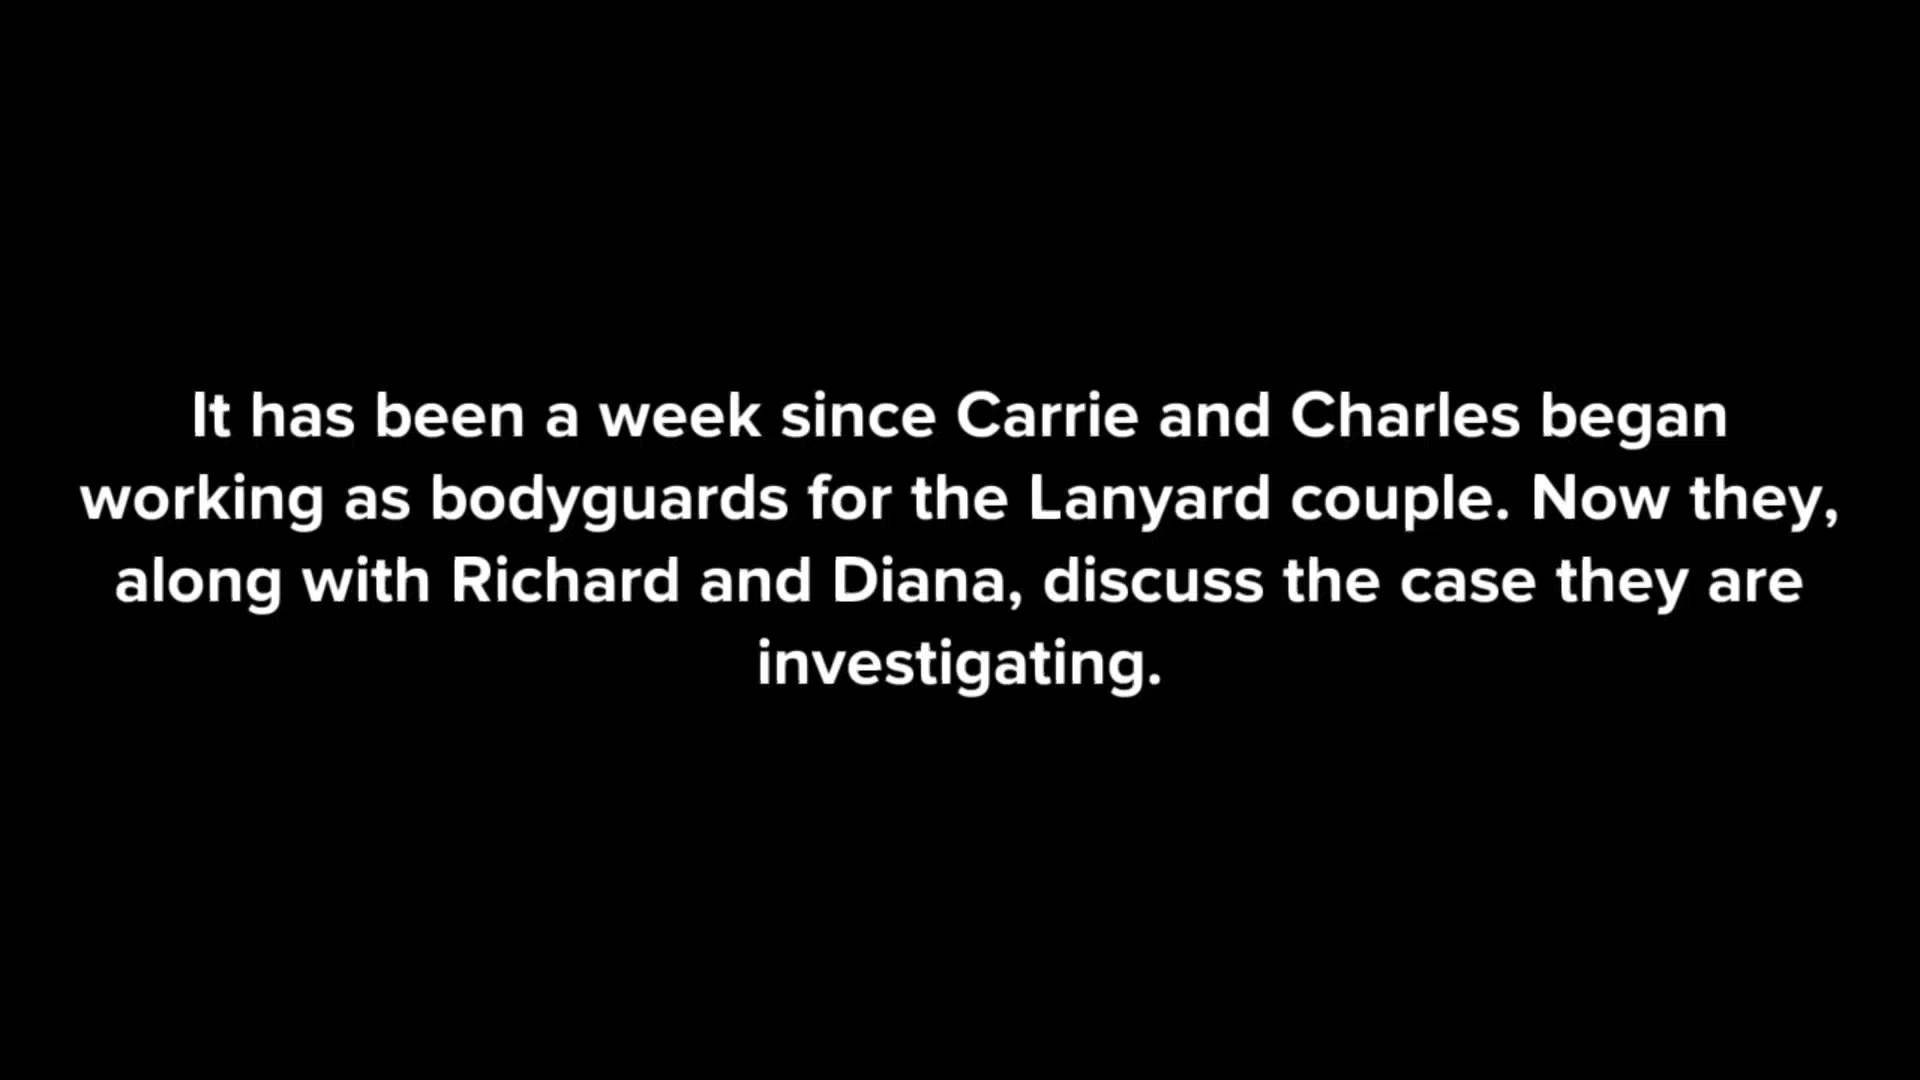 It has been a week since Carrie and Charles began
working as bodyguards for the Lanyard couple. Now they,
along with Richard and Diana, discuss the case they are
investigating.